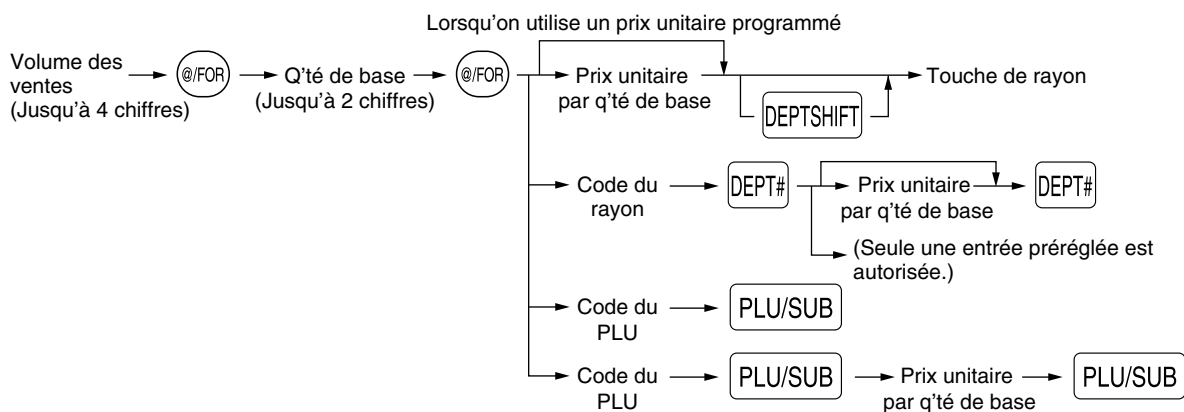 Lorsqu'on utilise un prix unitaire programmé
Volume des
ventes
(Jusqu'à 4 chiffres)
@/FOR
Q'té de base
(Jusqu'à 2 chiffres)
@/FOR
Prix unitaire
par q'té de base
DEPTSHIFT
Touche de rayon
Code du
rayon
DEPT#
Prix unitaire
par q'té de base
DEPT#
(Seule une entrée préréglée est
autorisée.)
Code du
PLU
PLU/SUB
Code du
PLU
PLU/SUB
Prix unitaire
par q'té de base
PLU/SUB